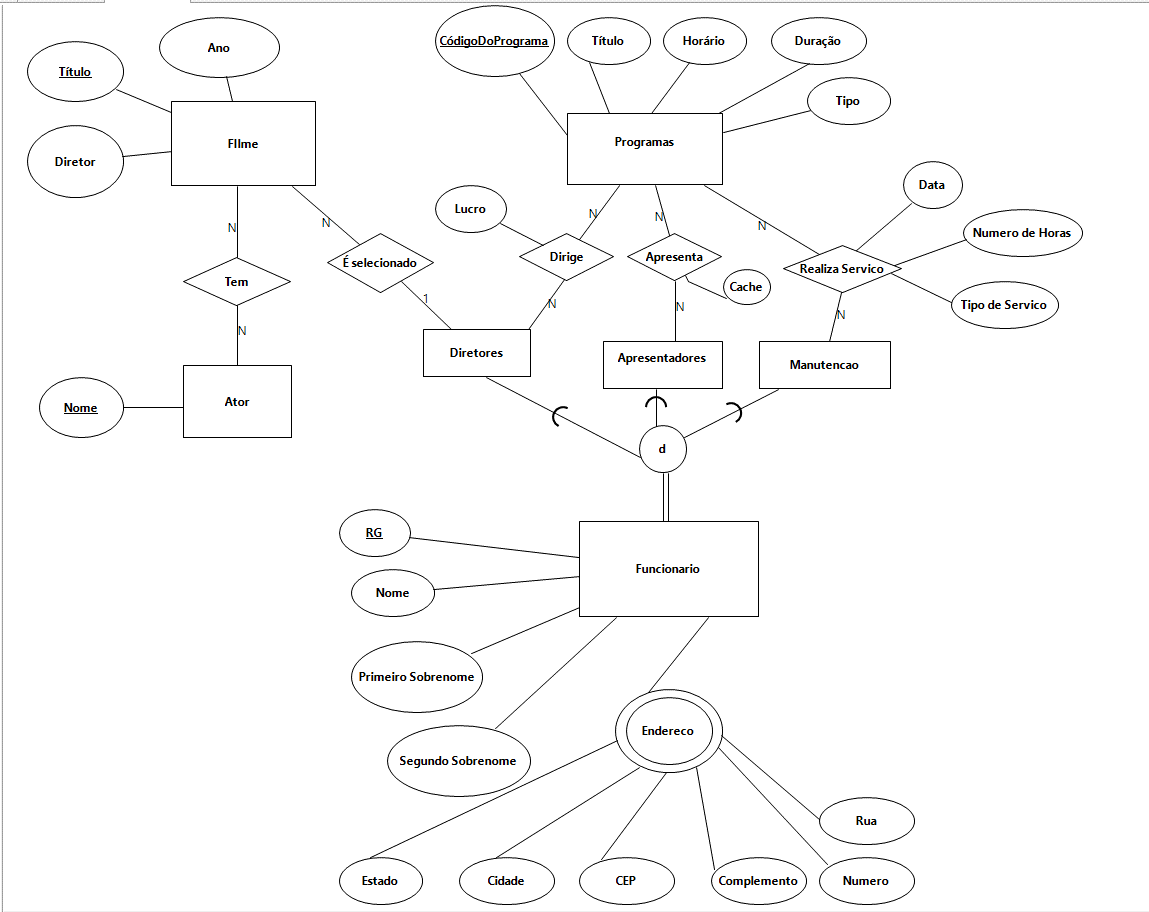 CódigoDoPrograma
Título
Horário
Duração
Ano
Título
Tipo
FIlme
Programas
Diretor
Data
Lucro
N
N
N
N
N
Numero de Horas
É selecionado
Dirige
Apresenta
Realiza Servico
Tem
Cache
1
N
N
Tipo de Servico
N
N
Diretores
Apresentadores
Manutencao
Ator
Nome
d
RG
Funcionario
Nome
Primeiro Sobrenome
Endereco
Segundo Sobrenome
Rua
Estado
Cidade
CEP
Complemento
Numero